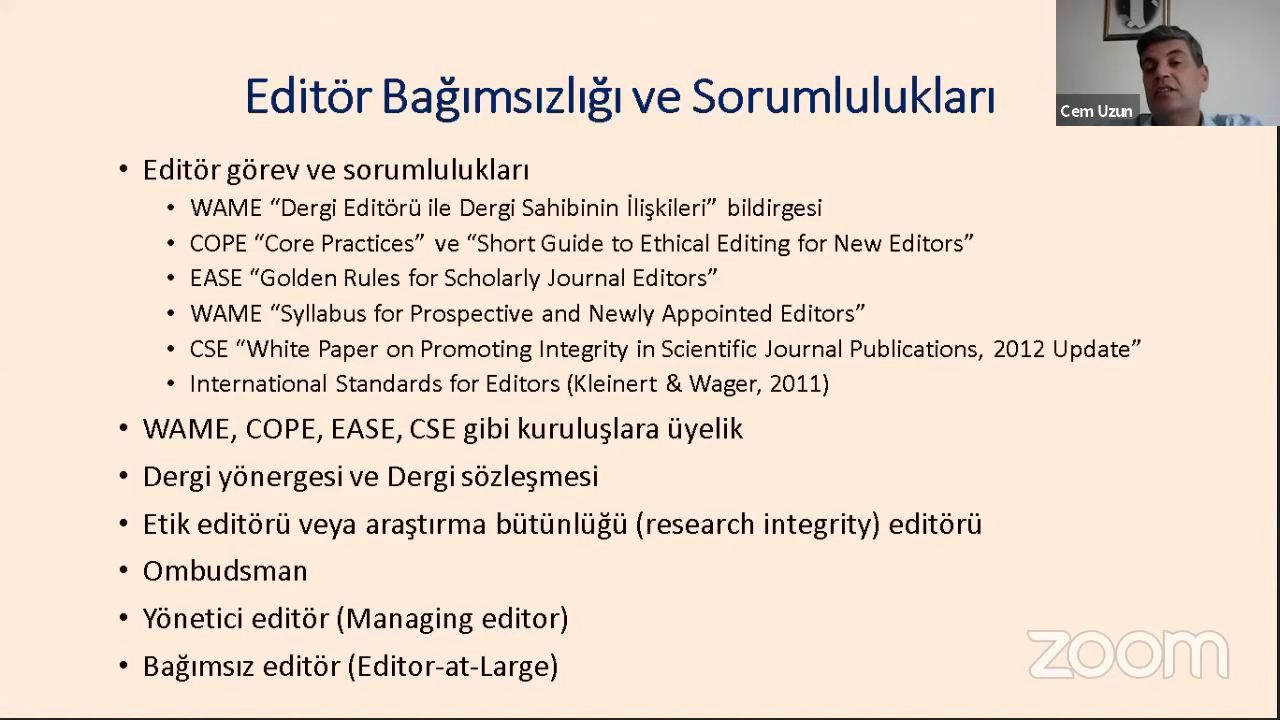 Editör Bağımsızlığı ve Sorumlulukları
Cem Uzun
• Editör görev ve sorumlulukları
• WAME “Dergi Editörü ile Dergi Sahibinin İlişkileri” bildirgesi
• COPE “Core Practices” ve “Short Guide to Ethical Editing for New Editors”
• EASE “Golden Rules for Scholarly Journal Editors”
• WAME “Syllabus for Prospective and Newly Appointed Editors”
• CSE “White Paper on Promoting Integrity in Scientific Journal Publications, 2012 Update”
• International Standards for Editors (Kleinert & Wager, 2011)
• WAME, COPE, EASE, CSE gibi kuruluşlara üyelik
• Dergi yönergesi ve Dergi sözleşmesi
• Etik editörü veya araştırma bütünlüğü (research integrity) editörü
• Ombudsman
• Yönetici editör (Managing editor)
• Bağımsız editör (Editor-at-Large)
zoom